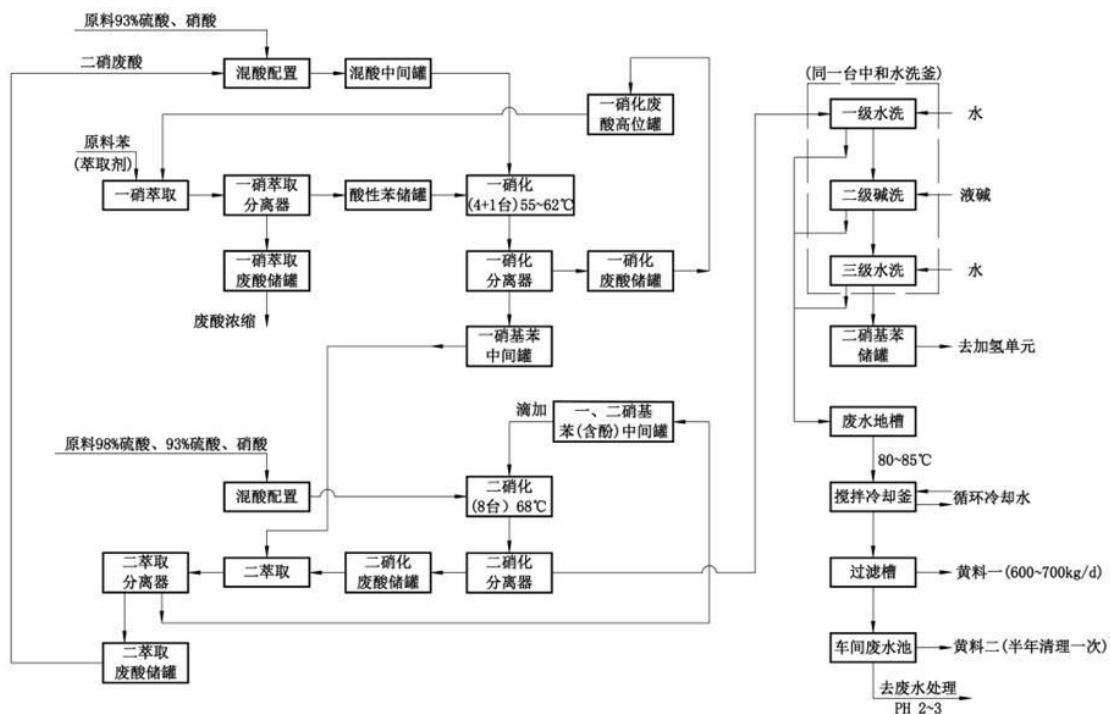 原料93%硫酸、硝酸
二硝废酸
混酸配置
混酸中间罐
一硝化废
酸高位罐
原料苯
(萃取剂)
一硝萃取
一硝萃取
分离器
酸性苯储罐
一硝化
(4+1台)55~62℃
一硝萃取
废酸储罐
一硝化
分离器
一硝化
废酸储罐
废酸浓缩
一硝基苯
中间罐
滴加
一、二硝基
苯(含酚)中间罐
原料98%硫酸、93%硫酸、硝酸
混酸配置
二硝化
(8台) 68℃
二萃取
分离器
二萃取
二硝化
废酸储罐
二硝化
分离器
二萃取
废酸储罐
(同一台中和水洗釜)
一级水洗
水
二级碱洗
液碱
三级水洗
水
二硝基苯
储罐
去加氢单元
废水地槽
80~85℃
搅拌冷却釜
循环冷却水
过滤槽
黄料一(600~700kg/d)
车间废水池
黄料二(半年清理一次)
去废水处理
PH 2~3